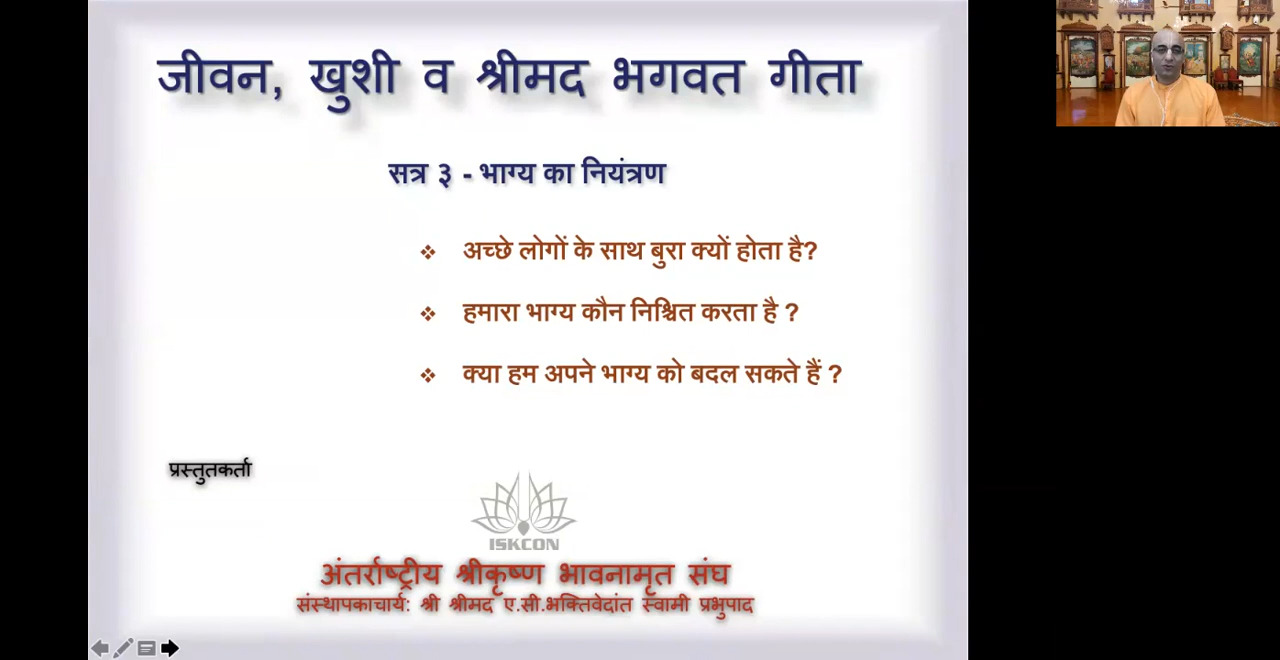 जीवन, खुशी व श्रीमद भगवत गीता
सत्र ३ - भाग्य का नियंत्रण
❖ अच्छे लोगों के साथ बुरा क्यों होता है?
❖ हमारा भाग्य कौन निश्चित करता है ?
❖ क्या हम अपने भाग्य को बदल सकते हैं ?
प्रस्तुतकर्ता
ISKCON
अंतर्राष्ट्रीय श्रीकृष्ण भावनामृत संघ
संस्थापकाचार्य: श्री श्रीमद ए.सी.भक्तिवेदांत स्वामी प्रभुपाद